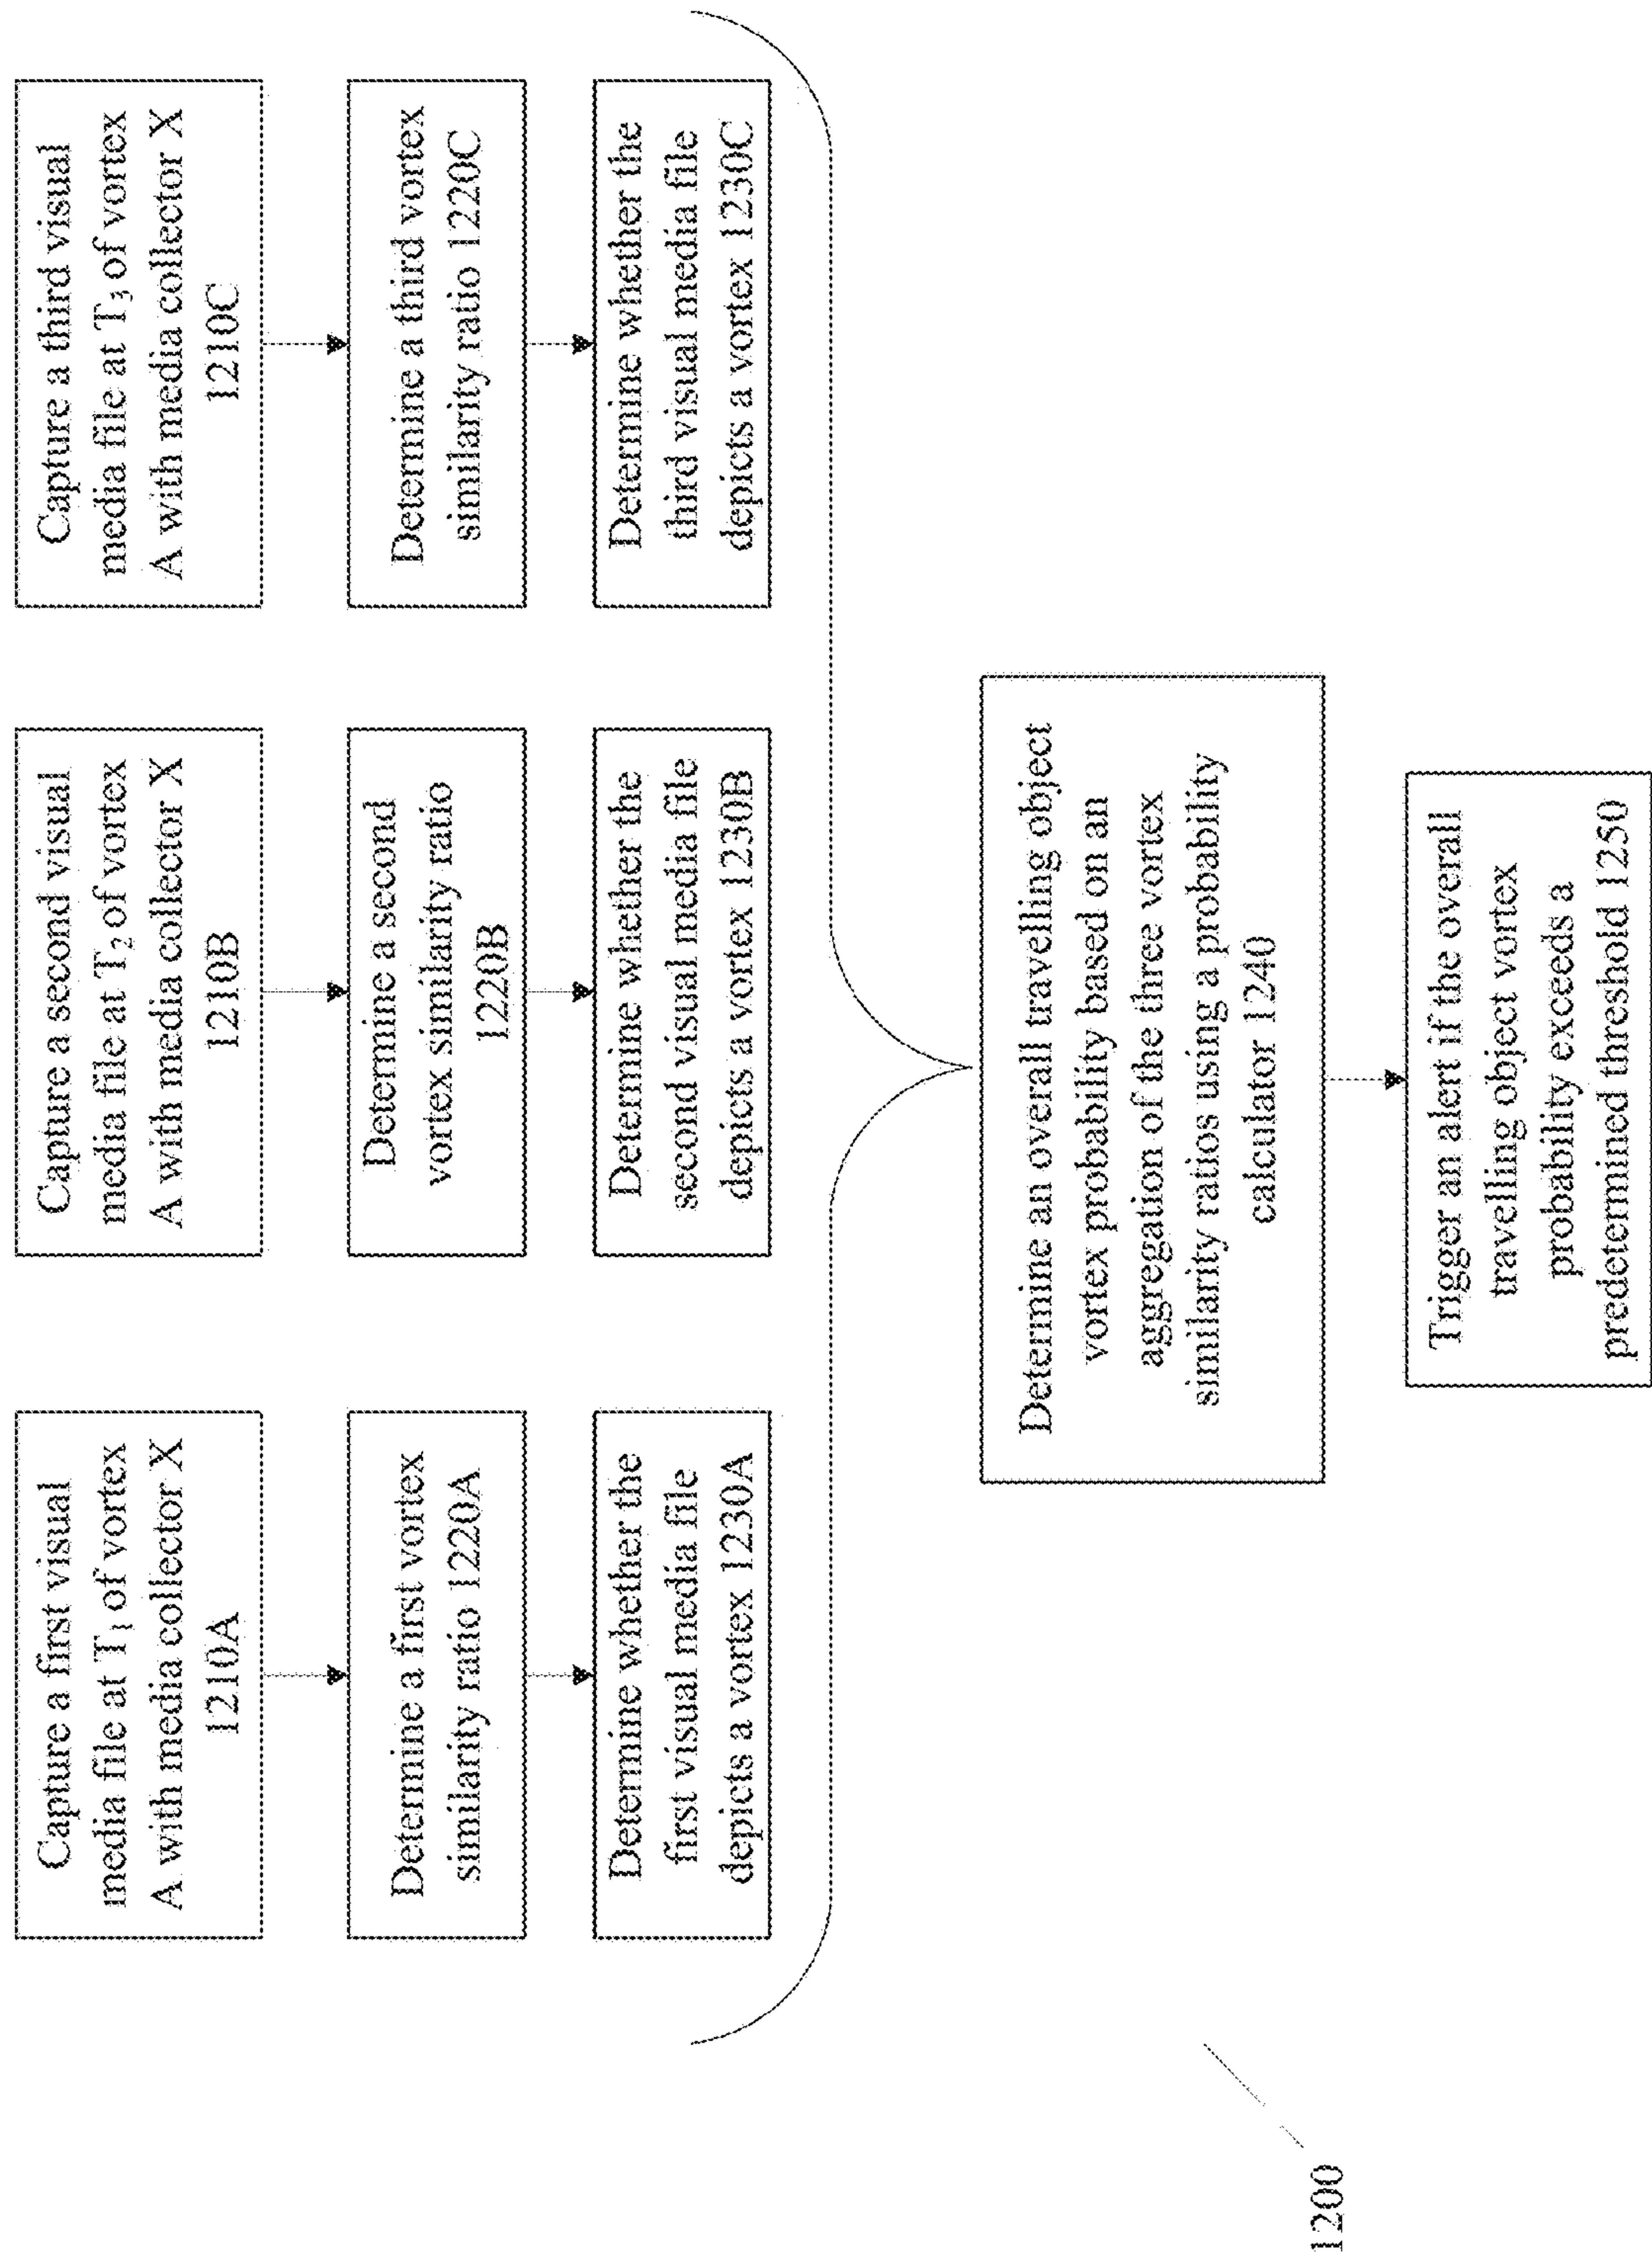 Capture a first visual
media file at T1 of vortex
A with media collector X
1210A
Determine a first vortex
similarity ratio 1220A
Determine whether the
first visual media file
depicts a vortex 1230A
Capture a second visual
media file at T2 of vortex
A with media collector X
1210B
Determine a second
vortex similarity ratio
1220B
Determine whether the
second visual media file
depicts a vortex 1230B
Capture a third visual
media file at T3 of vortex
A with media collector X
1210C
Determine a third vortex
similarity ratio 1220C
Determine whether the
third visual media file
depicts a vortex 1230C
Determine an overall travelling object
vortex probability based on an
aggregation of the three vortex
similarity ratios using a probability
calculator 1240
Trigger an alert if the overall
travelling object vortex
probability exceeds a
predetermined threshold 1250
1200